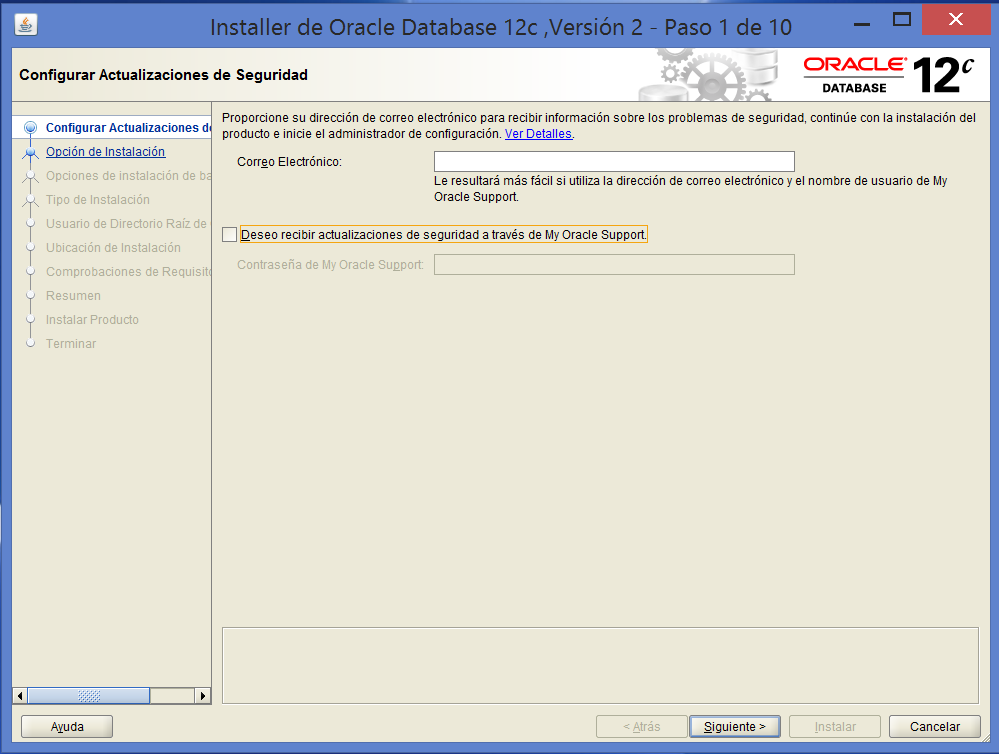 Installer de Oracle Database 12c ,Versión 2 - Paso 1 de 10
Configurar Actualizaciones de Seguridad
ORACLE
DATABASE
12c
Configurar Actualizaciones d
Opción de Instalación
Opciones de instalación de ba
Tipo de Instalación
Usuario de Directorio Raíz de
Ubicación de Instalación
Comprobaciones de Requisito
Resumen
Instalar Producto
Terminar
Proporcione su dirección de correo electrónico para recibir información sobre los problemas de seguridad, continúe con la instalación del
producto e inicie el administrador de configuración. Ver Detalles.
Correo Electrónico:
Le resultará más fácil si utiliza la dirección de correo electrónico y el nombre de usuario de My
Oracle Support.
Deseo recibir actualizaciones de seguridad a través de My Oracle Support.
Contraseña de My Oracle Support:
Ayuda
< Atrás
Siguiente >
Instalar
Cancelar